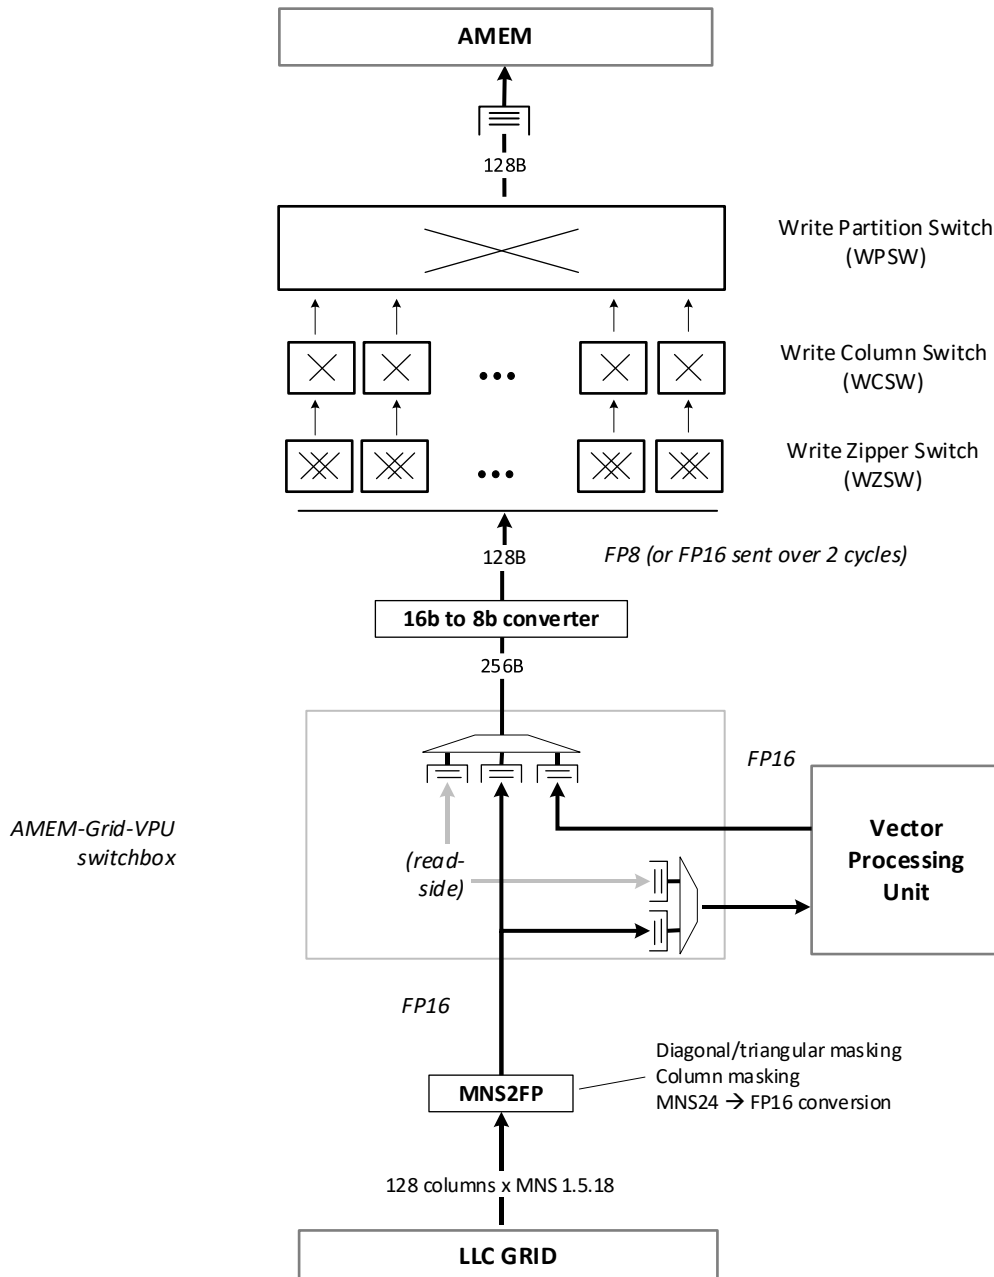 AMEM
128B
Write Partition Switch
(WPSW)
Write Column Switch
(WCSW)
•••
Write Zipper Switch
(WZSW)
•••
128B
FP8 (or FP16 sent over 2 cycles)
16b to 8b converter
256B
FP16
AMEM-Grid-VPU
switchbox
Vector
Processing
Unit
(read-
side)
FP16
Diagonal/triangular masking
Column masking
MNS24 → FP16 conversion
MNS2FP
128 columns x MNS 1.5.18
LLC GRID